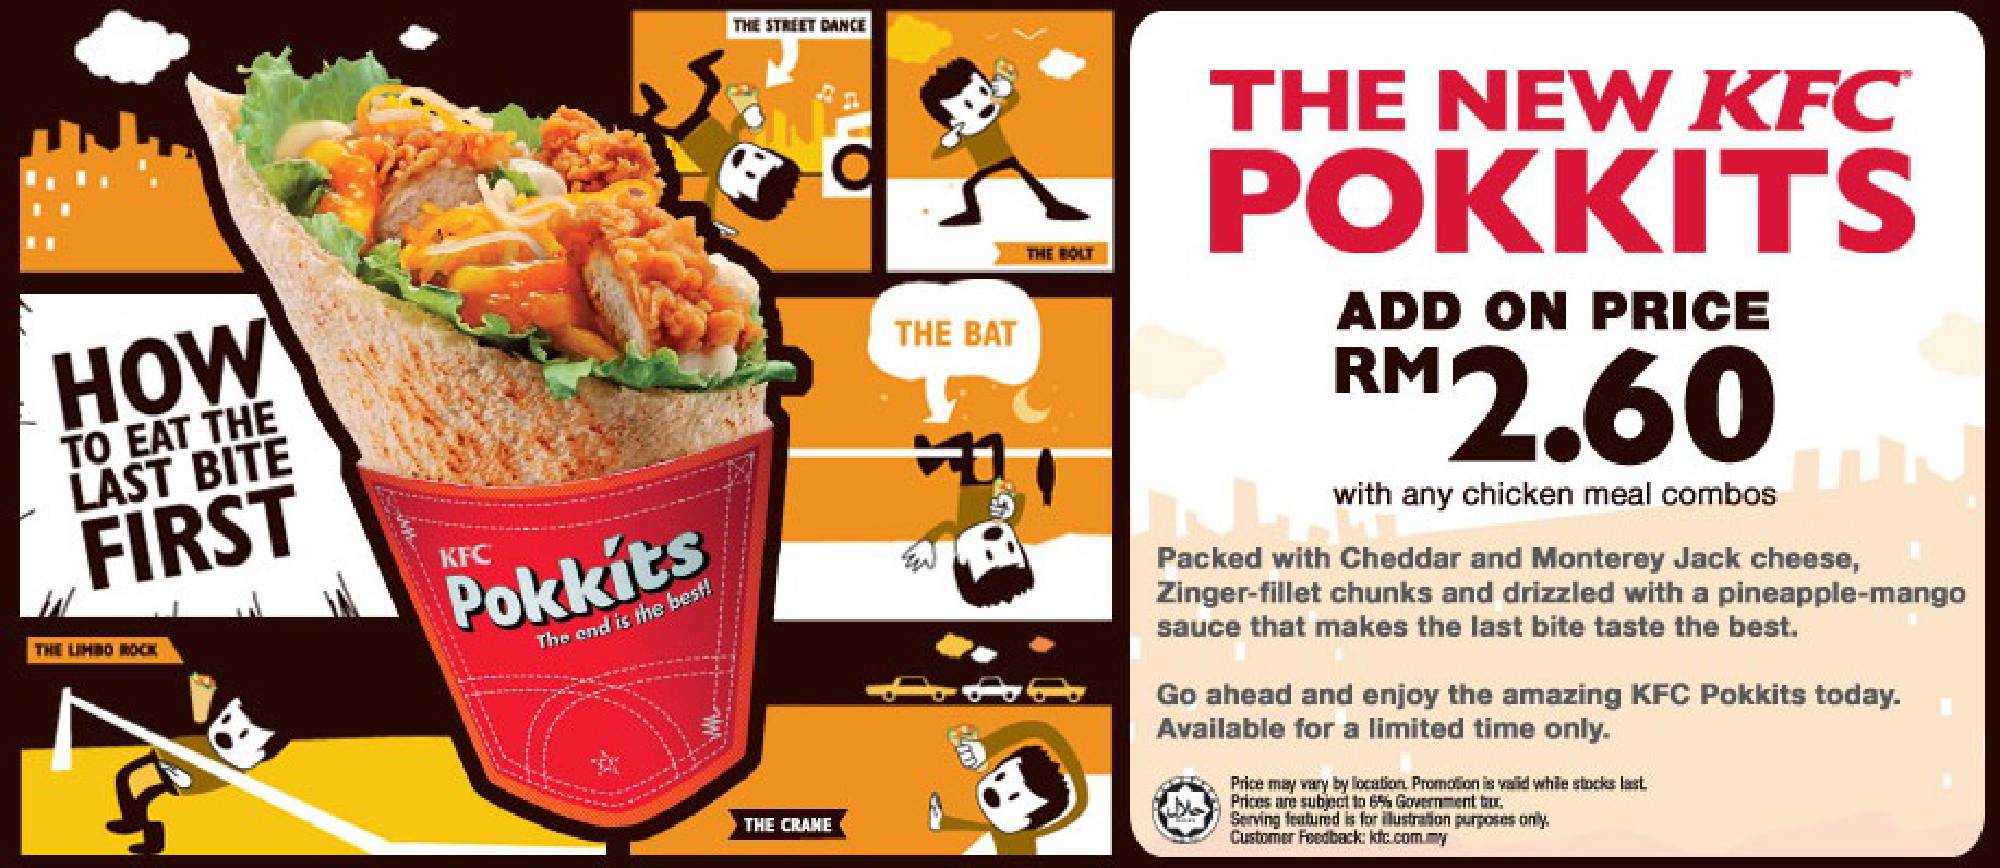 THE STREET DANCE
THE BOLT
HOW
TO EAT THE
LAST BITE
FIRST
THE BAT
KFC
Pokkits
The end is the best!
THE LIMBO ROCK
THE CRANE
THE NEW KFC
POKKITS
ADD ON PRICE
RM2.60
with any chicken meal combos
Packed with Cheddar and Monterey Jack cheese,
Zinger-fillet chunks and drizzled with a pineapple-mango
sauce that makes the last bite taste the best.
Go ahead and enjoy the amazing KFC Pokkits today.
Available for a limited time only.
Price may vary by location. Promotion is valid while stocks last.
Prices are subject to 6% Government tax.
Serving featured is for illustration purposes only.
Customer Feedback: kfc.com.my